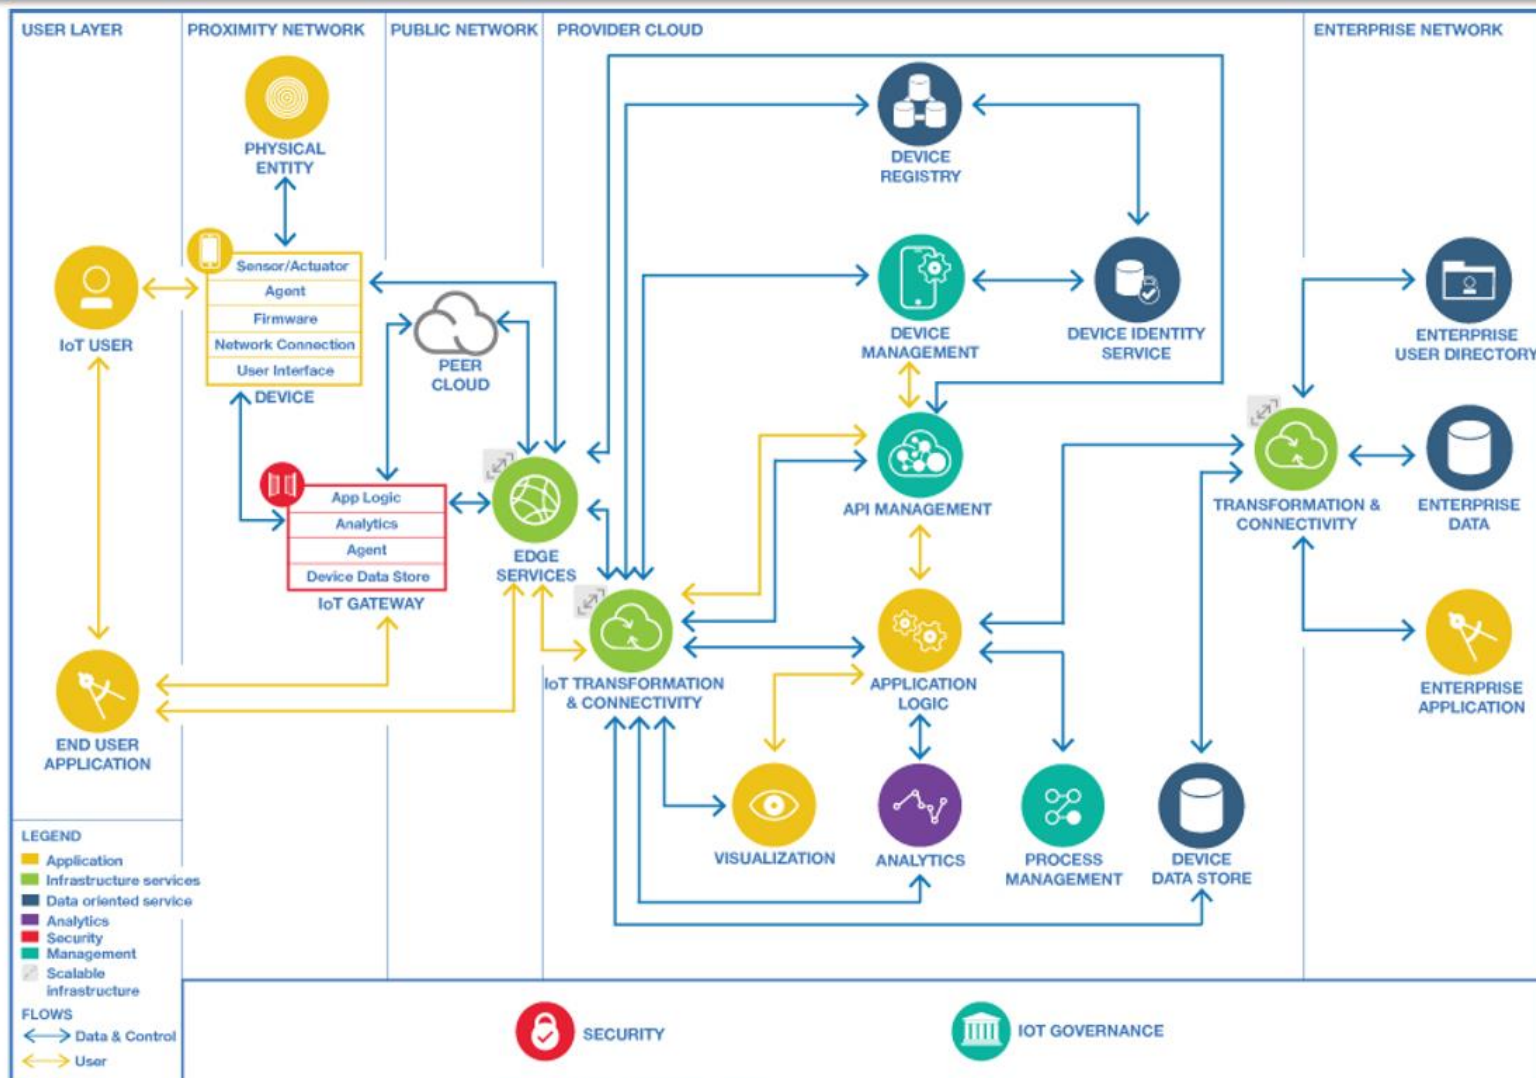 USER LAYER
PROXIMITY NETWORK
PUBLIC NETWORK
PROVIDER CLOUD
ENTERPRISE NETWORK
PHYSICAL
ENTITY
IoT USER
Sensor/Actuator
Agent
Firmware
Network Connection
User Interface
DEVICE
PEER
CLOUD
App Logic
Analytics
Agent
Device Data Store
IoT GATEWAY
EDGE
SERVICES
END USER
APPLICATION
DEVICE
REGISTRY
DEVICE
MANAGEMENT
DEVICE IDENTITY
SERVICE
API MANAGEMENT
IoT TRANSFORMATION
& CONNECTIVITY
APPLICATION
LOGIC
VISUALIZATION
ANALYTICS
PROCESS
MANAGEMENT
DEVICE
DATA STORE
TRANSFORMATION &
CONNECTIVITY
ENTERPRISE
USER DIRECTORY
ENTERPRISE
DATA
ENTERPRISE
APPLICATION
LEGEND
Application
Infrastructure services
Data oriented service
Analytics
Security
Management
Scalable
infrastructure
FLOWS
Data & Control
User
SECURITY
IOT GOVERNANCE